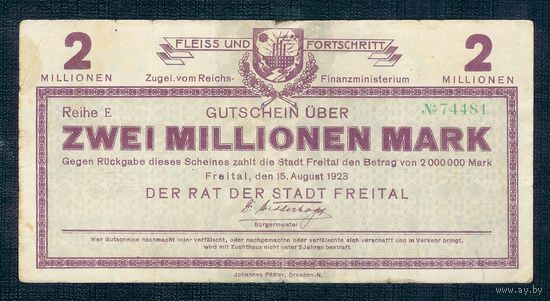 2 FLEISS UND FORTSCHRITT 2
MILLIONEN Zugel. vom Reichs- Finanzministerium MILLIONEN
Reihe E GUTSCHEIN ÜBER № 74481
ZWEI MILLIONEN MARK
Gegen Rückgabe dieses Scheines zahlt die Stadt Freital den Betrag von 2 000 000 Mark
Freital, den 15. August 1923
DER RAT DER STADT FREITAL
Bürgermeister
Wer Gutscheine nachmacht oder verfälscht, oder nachgemachte oder verfälschte sich verschafft und in Verkehr bringt,
wird mit Zuchthaus nicht unter 2 Jahren bestraft
Johannes Päßler, Dresden-N.
www.ay.by